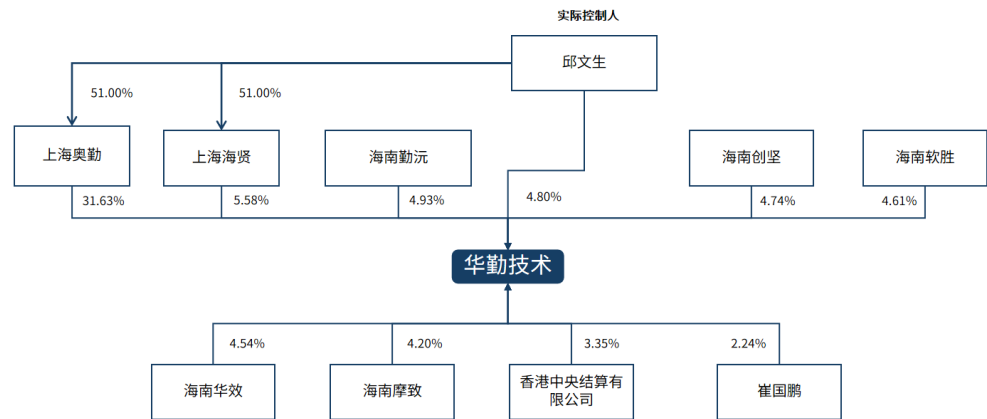 实际控制人
邱文生
51.00%
51.00%
上海奥勤
上海海贤
海南勤沅
海南创坚
海南软胜
31.63%
5.58%
4.93%
4.80%
4.74%
4.61%
华勤技术
4.54%
4.20%
3.35%
2.24%
海南华效
海南摩致
香港中央结算有
限公司
崔国鹏